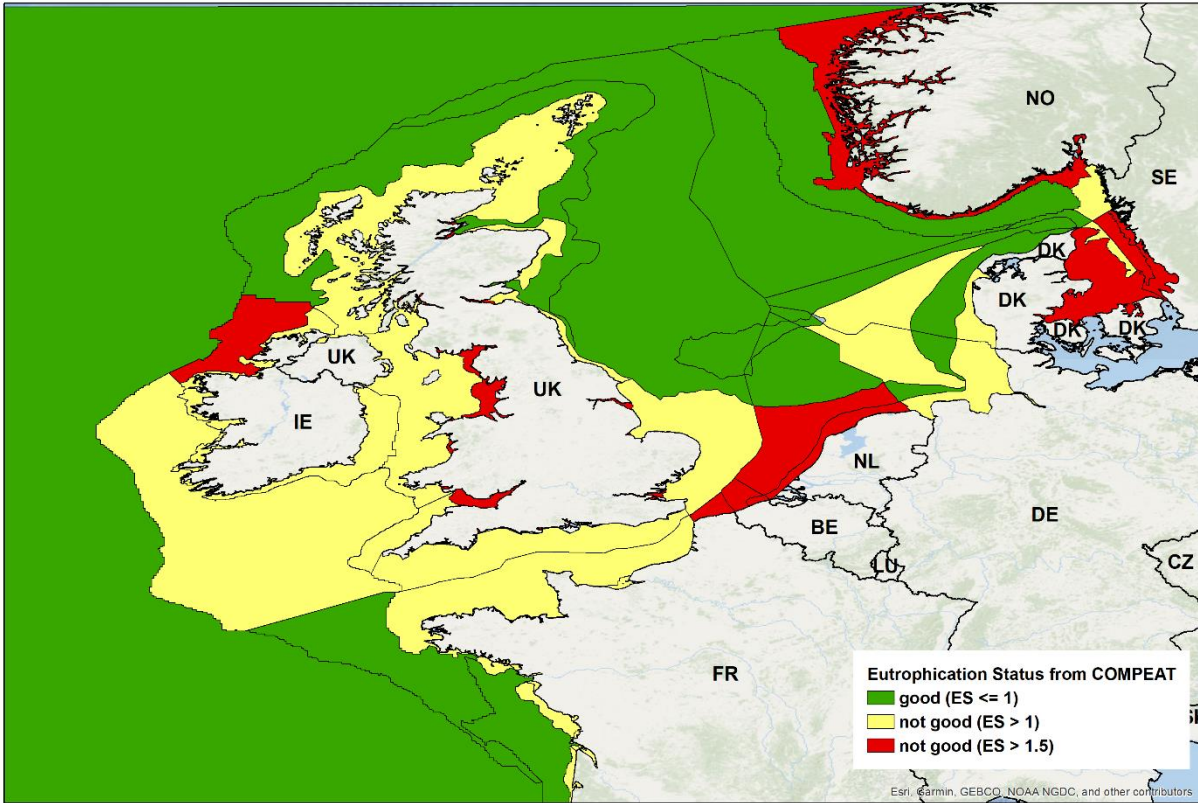 NO
SE
DK
DK
DK
DK
UK
UK
IE
NL
BE
DE
LU
CZ
FR
Eutrophication Status from COMPEAT
good (ES <= 1)
not good (ES > 1)
not good (ES > 1.5)
Esri, Garmin, GEBCO, NOAA NGDC, and other contributors